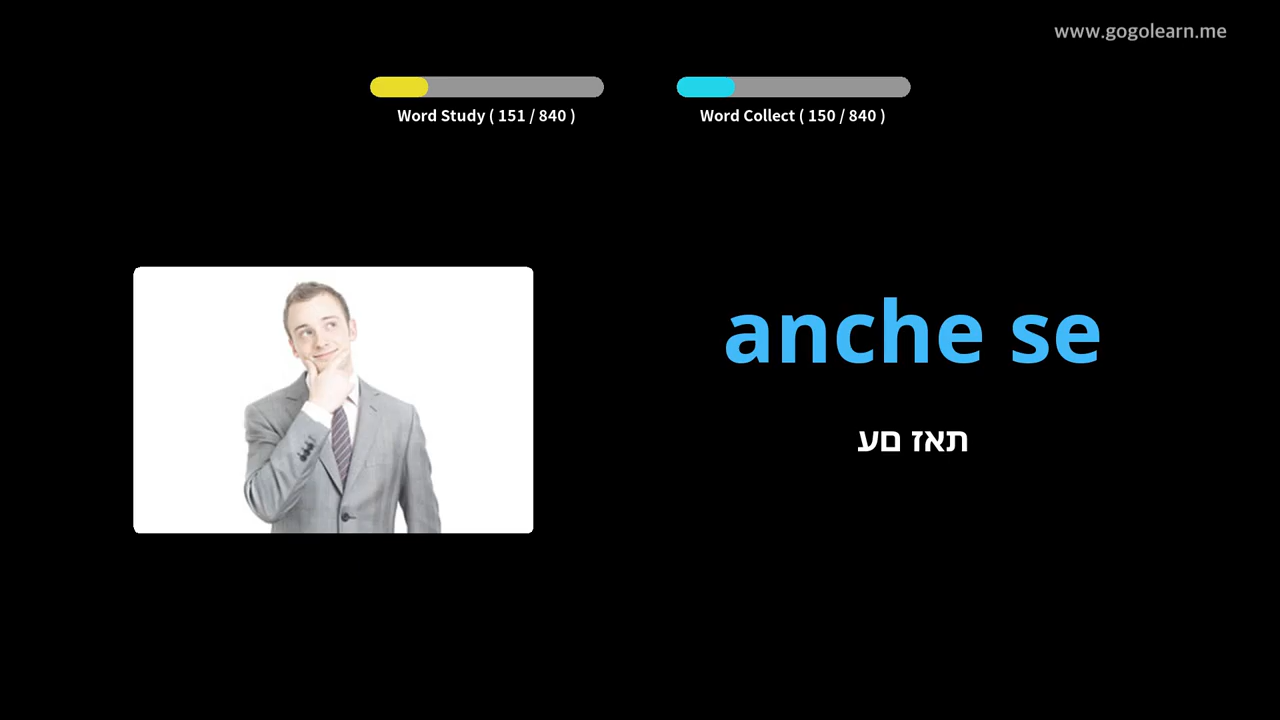 www.gogolearn.me
Word Study ( 151 / 840 )
Word Collect ( 150 / 840 )
anche se
תאז םע